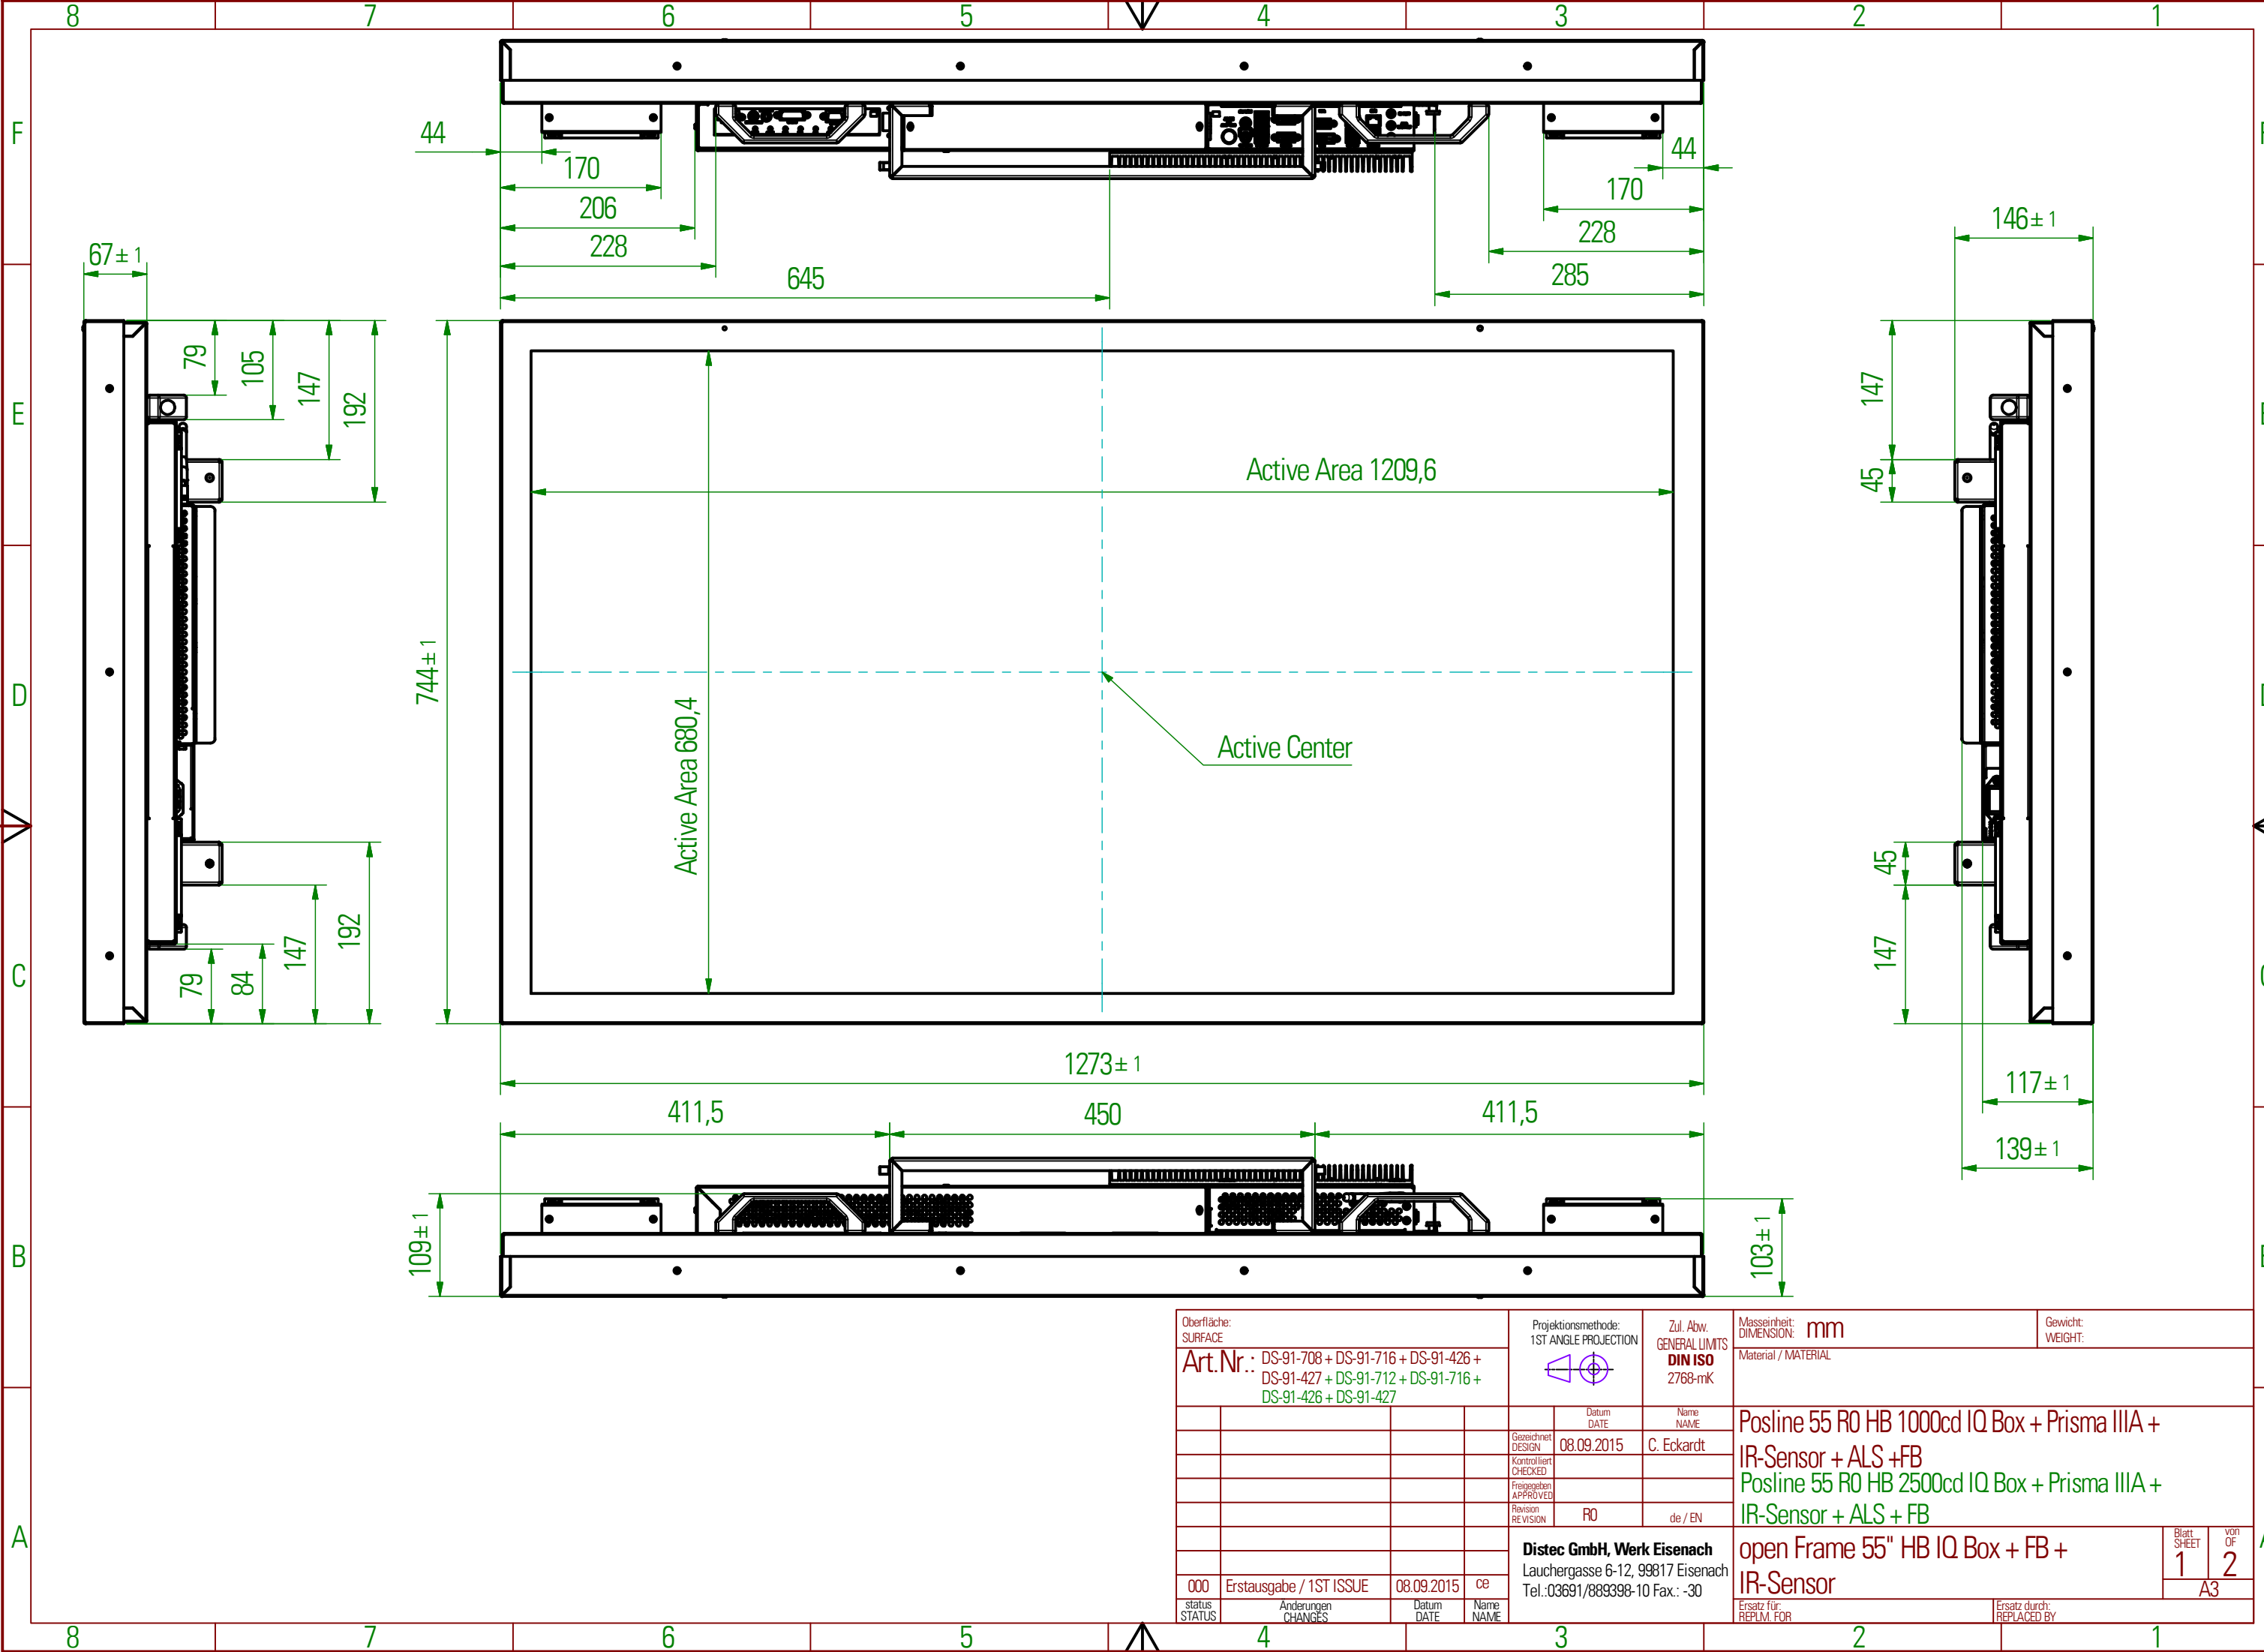 8 7 6 5 4 3 2 1
F
E
D
C
B
A
44
170
206
228
645
44
170
228
285
67± 1
146± 1
79
105
147
192
147
45
Active Area 1209,6
744± 1
Active Area 680,4
Active Center
45
147
79
84
147
192
1273± 1
117± 1
139± 1
411,5
450
411,5
109± 1
103± 1
Oberfläche:
SURFACE
Art.Nr.: DS-91-708 + DS-91-716 + DS-91-426 +
DS-91-427 + DS-91-712 + DS-91-716 +
DS-91-426 + DS-91-427
Projektionsmethode:
1ST ANGLE PROJECTION
Zul. Abw.
GENERAL LIMITS
DIN ISO
2768-mK
Masseinheit:
DIMENSION: mm
Gewicht:
WEIGHT:
Material / MATERIAL
Datum
DATE
Name
NAME
Gezeichnet
DESIGN 08.09.2015 C. Eckardt
Kontrolliert
CHECKED
Freigegeben
APPROVED
Revision
REVISION R0 de / EN
Posline 55 RO HB 1000cd IQ Box + Prisma IIIA +
IR-Sensor + ALS +FB
Posline 55 RO HB 2500cd IQ Box + Prisma IIIA +
IR-Sensor + ALS + FB
Distec GmbH, Werk Eisenach
Lauchergasse 6-12, 99817 Eisenach
Tel.:03691/889398-10 Fax.: -30
open Frame 55" HB IQ Box + FB +
IR-Sensor
Blatt
SHEET
1
von
OF
2
A3
000 Erstausgabe / 1ST ISSUE 08.09.2015 ce
status
STATUS
Änderungen
CHANGES
Datum
DATE
Name
NAME
Ersatz für:
REPLM. FOR
Ersatz durch:
REPLACED BY
8 7 6 5 4 3 2 1